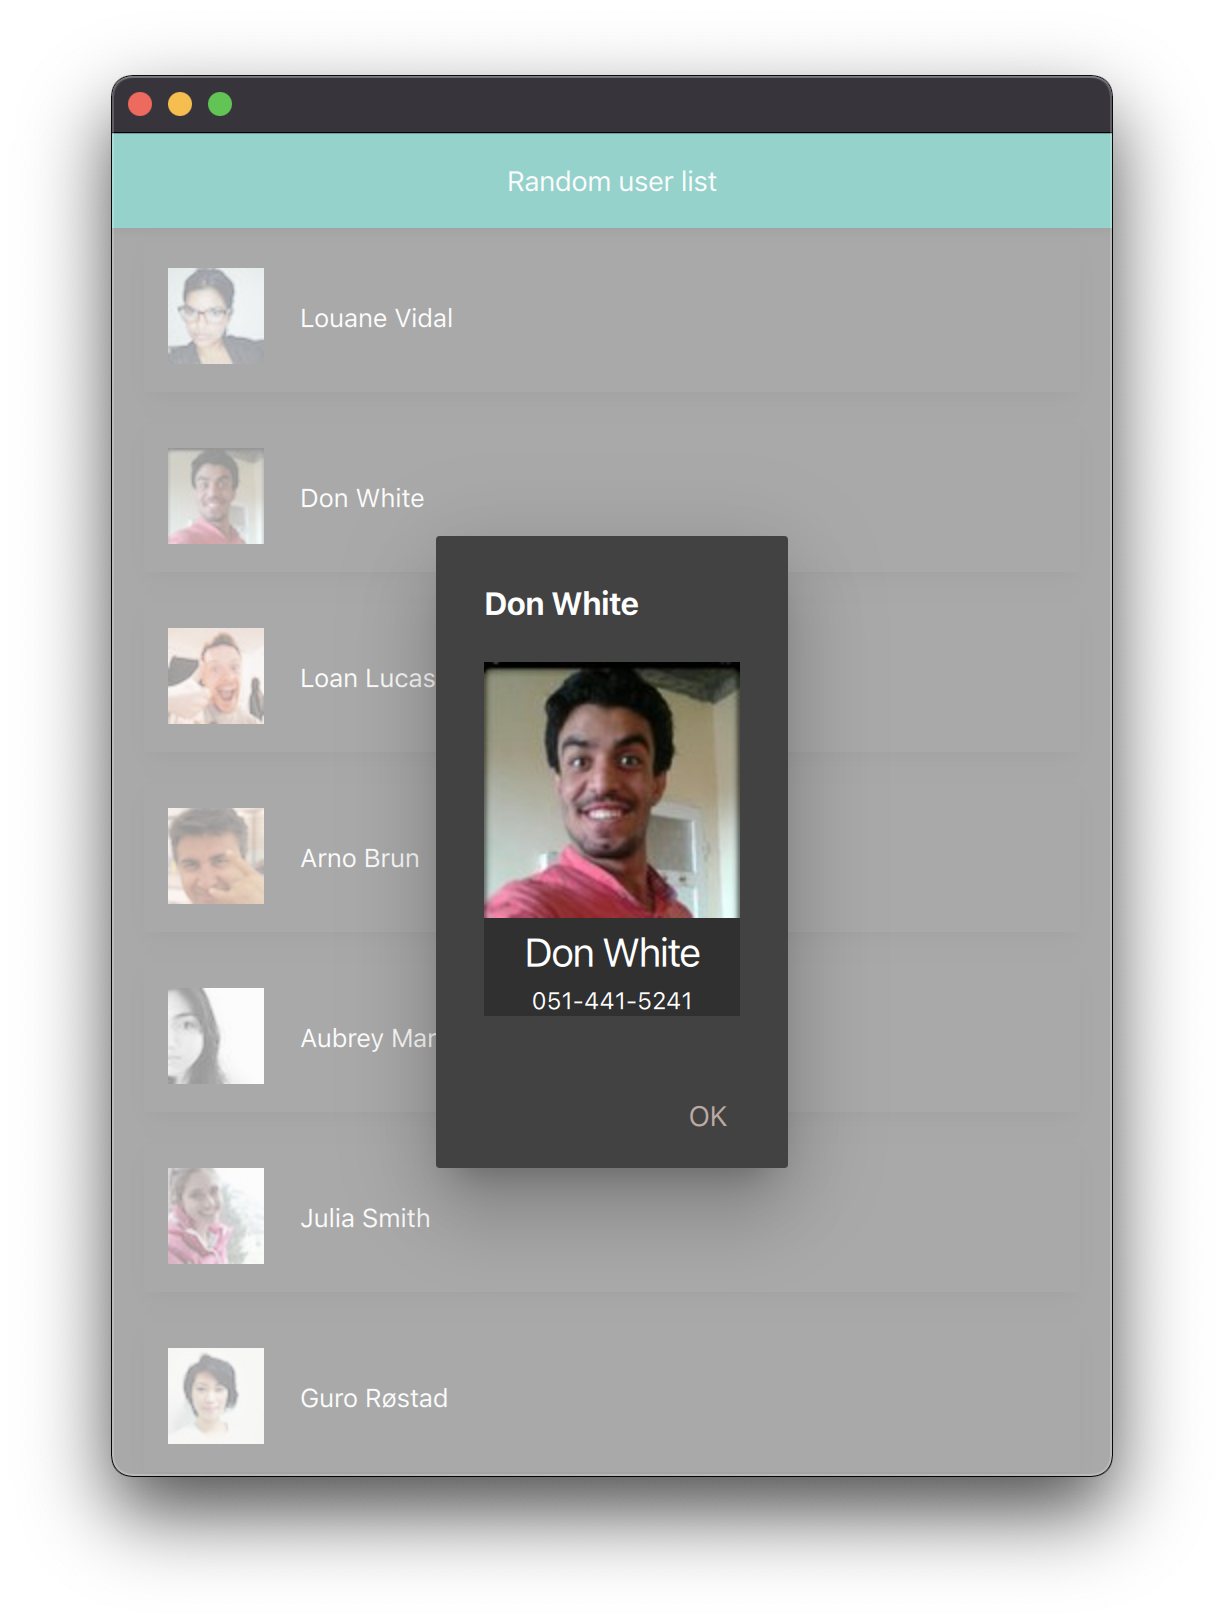 Random user list
Louane Vidal
Don White
Loan Lucas
Arno Brun
Aubrey
Julia Smith
Guro Røstad
Don White
Don White
051-441-5241
OK